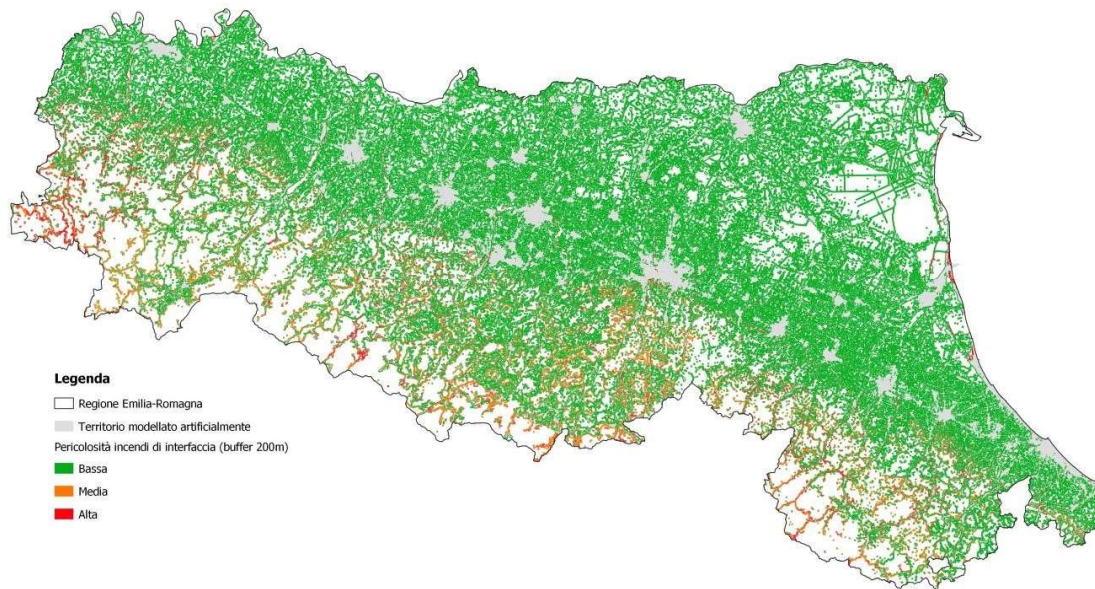 Legenda
Regione Emilia-Romagna
Territorio modellato artificialmente
Pericolosità incendi di interfaccia (buffer 200m)
Bassa
Media
Alta